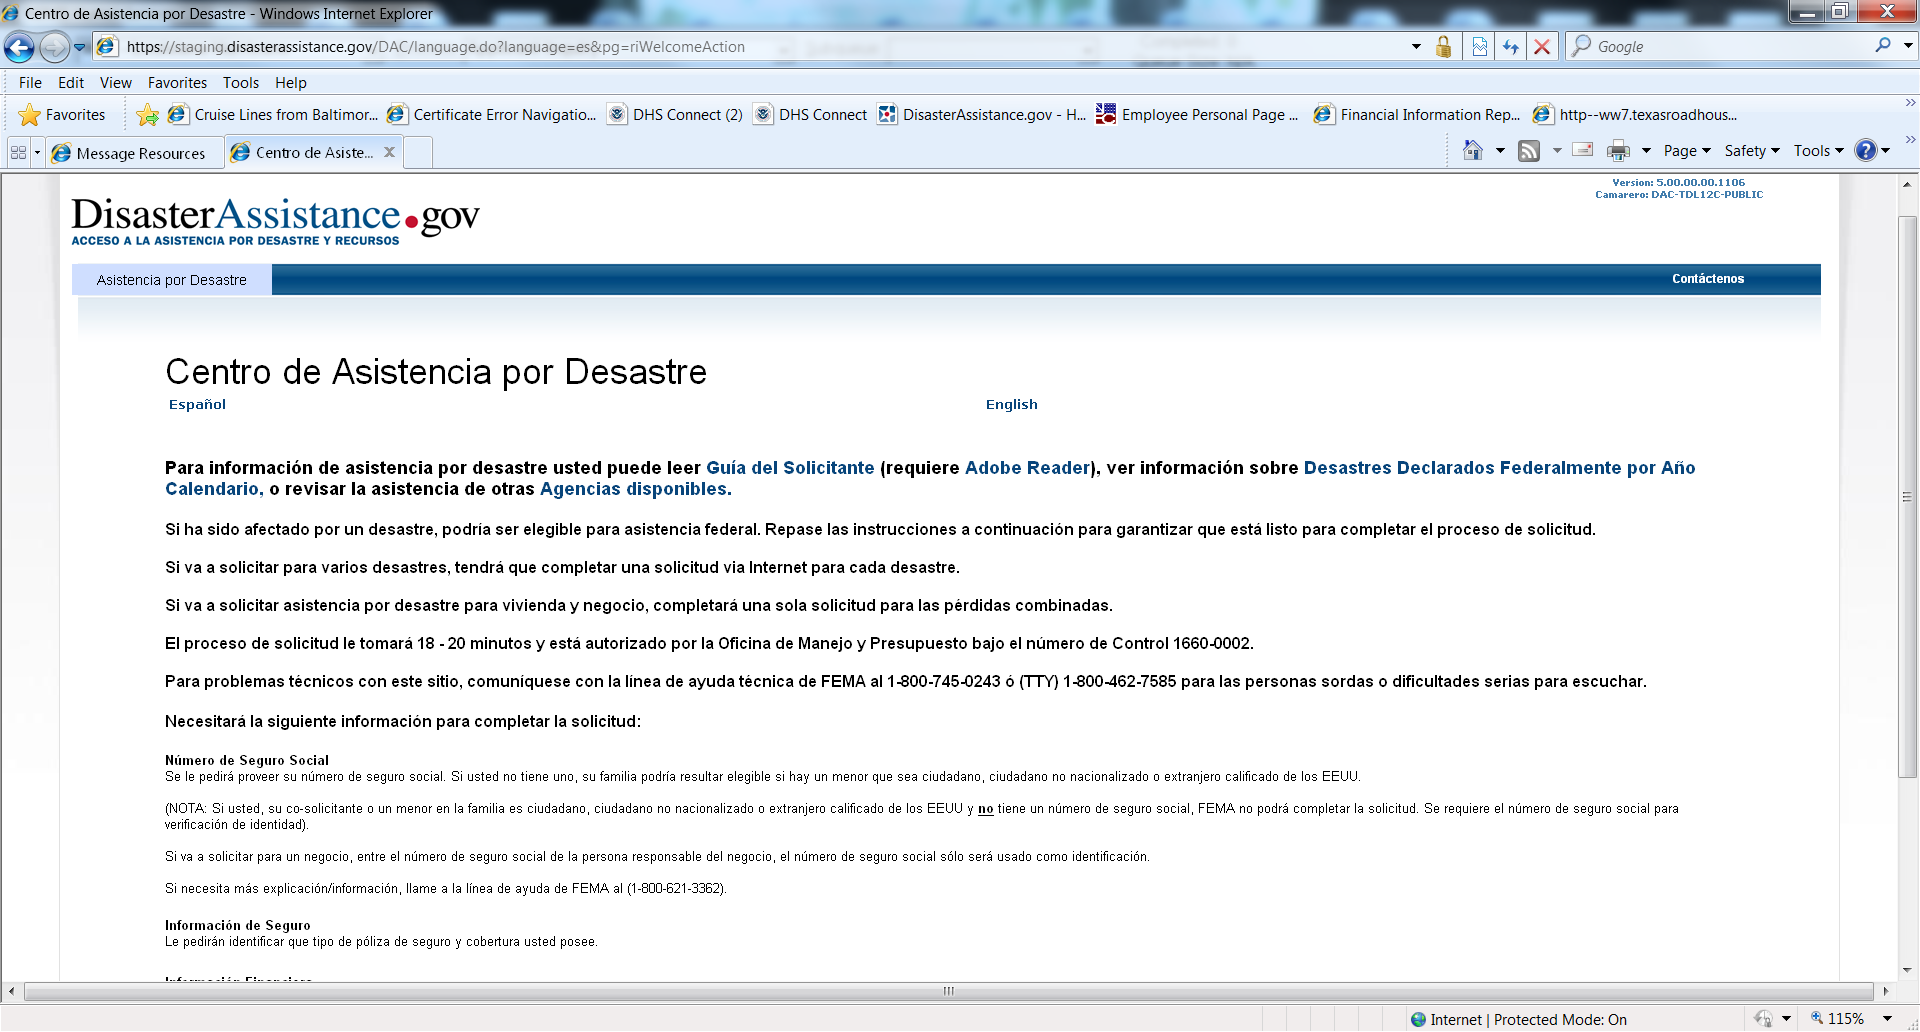 Centro de Asistencia por Desastre - Windows Internet Explorer
https://staging.disasterassistance.gov/DAC/language.do?language=es&pg=riWelcomeAction
Google
File Edit View Favorites Tools Help
Favorites Cruise Lines from Baltimor... Certificate Error Navigatio... DHS Connect (2) DHS Connect DisasterAssistance.gov - H... Employee Personal Page ... Financial Information Rep... http--ww7.texasroadhous...
Message Resources Centro de Asiste... Page Safety Tools
Version: 5.00.00.00.1106
Camarero: DAC-TDL12C-PUBLIC
DisasterAssistance.gov
ACCESO A LA ASISTENCIA POR DESASTRE Y RECURSOS
Asistencia por Desastre Contáctenos
Centro de Asistencia por Desastre
Español English
Para información de asistencia por desastre usted puede leer Guía del Solicitante (requiere Adobe Reader), ver información sobre Desastres Declarados Federalmente por Año
Calendario, o revisar la asistencia de otras Agencias disponibles.
Si ha sido afectado por un desastre, podría ser elegible para asistencia federal. Repase las instrucciones a continuación para garantizar que está listo para completar el proceso de solicitud.
Si va a solicitar para varios desastres, tendrá que completar una solicitud via Internet para cada desastre.
Si va a solicitar asistencia por desastre para vivienda y negocio, completará una sola solicitud para las pérdidas combinadas.
El proceso de solicitud le tomará 18 - 20 minutos y está autorizado por la Oficina de Manejo y Presupuesto bajo el número de Control 1660-0002.
Para problemas técnicos con este sitio, comuníquese con la línea de ayuda técnica de FEMA al 1-800-745-0243 ó (TTY) 1-800-462-7585 para las personas sordas o dificultades serias para escuchar.
Necesitará la siguiente información para completar la solicitud:
Número de Seguro Social
Se le pedirá proveer su número de seguro social. Si usted no tiene uno, su familia podría resultar elegible si hay un menor que sea ciudadano, ciudadano no nacionalizado o extranjero calificado de los EEUU.
(NOTA: Si usted, su co-solicitante o un menor en la familia es ciudadano, ciudadano no nacionalizado o extranjero calificado de los EEUU y no tiene un número de seguro social, FEMA no podrá completar la solicitud. Se requiere el número de seguro social para
verificación de identidad).
Si va a solicitar para un negocio, entre el número de seguro social de la persona responsable del negocio, el número de seguro social sólo será usado como identificación.
Si necesita más explicación/información, llame a la línea de ayuda de FEMA al (1-800-621-3362).
Información de Seguro
Le pedirán identificar que tipo de póliza de seguro y cobertura usted posee.
Información Financiera
Internet | Protected Mode: On 115%